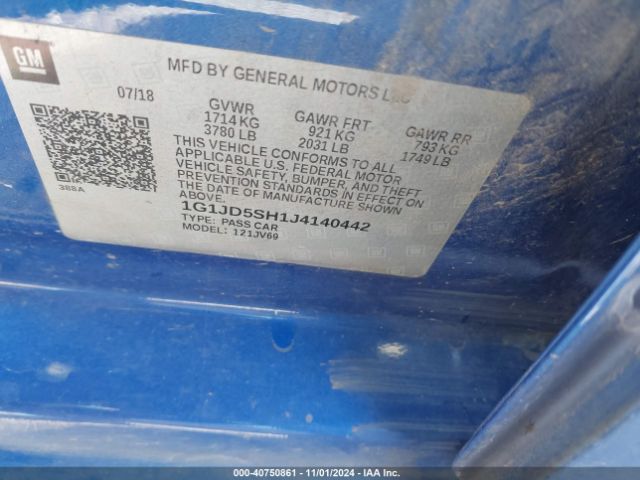 GM
MFD BY GENERAL MOTORS LLC
07/18
GVWR GAWR FRT GAWR RR
1714 KG 921 KG 793 KG
3780 LB 2031 LB 1749 LB
THIS VEHICLE CONFORMS TO ALL
APPLICABLE U.S. FEDERAL MOTOR
VEHICLE SAFETY, BUMPER, AND THEFT
PREVENTION STANDARDS IN EFFECT ON
THE DATE OF MANUFACTURE SHOWN
ABOVE.
388A
1G1JD5SH1J4140442
TYPE: PASS CAR
MODEL: 121JV69
000-40750861 - 11/01/2024 - IAA Inc.